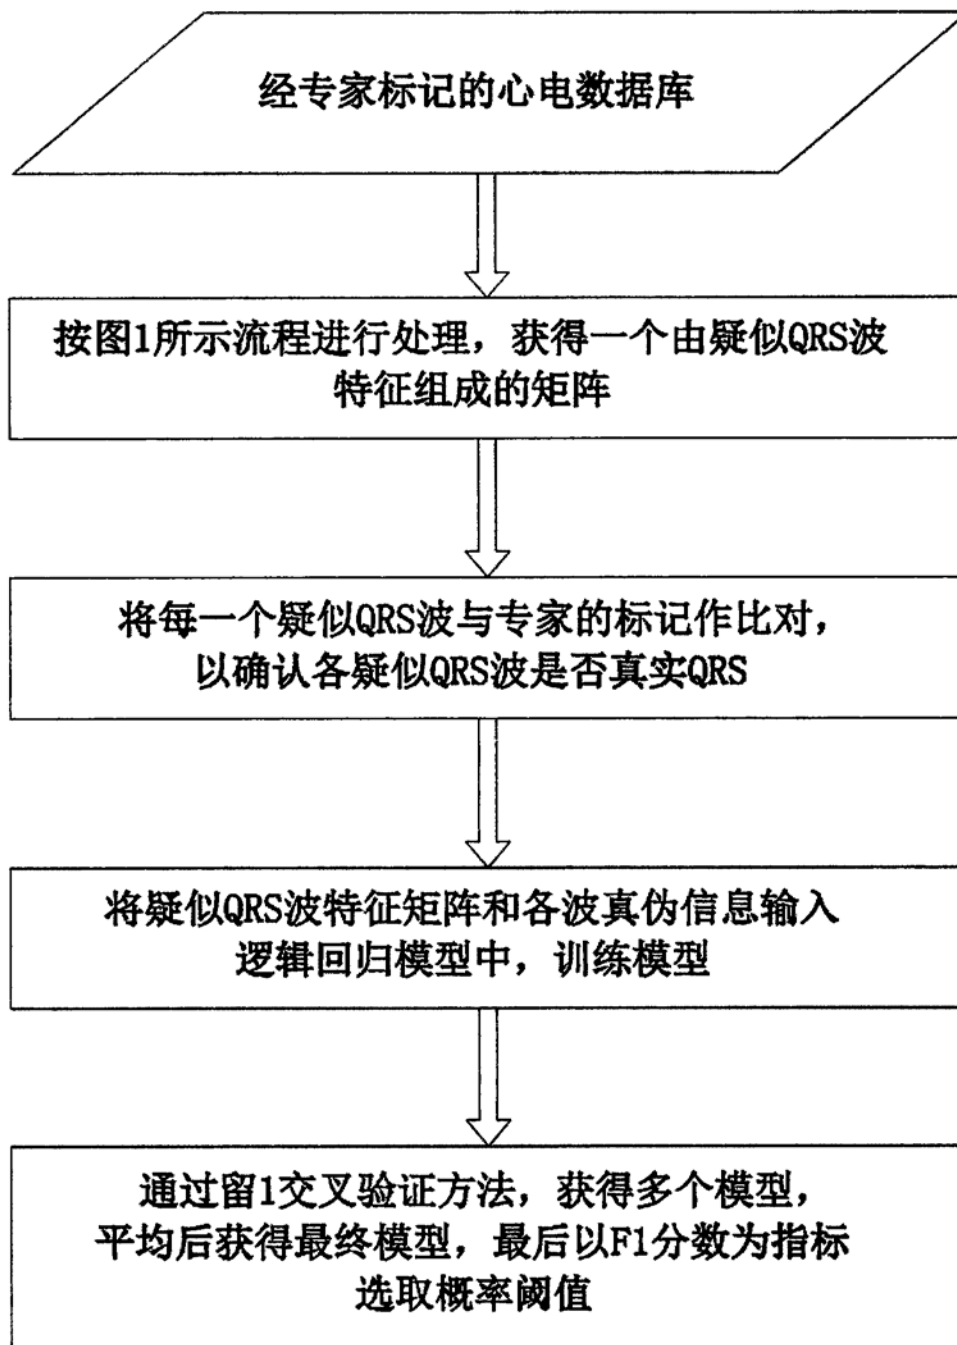 经专家标记的心电数据库
按图1所示流程进行处理，获得一个由疑似QRS波
特征组成的矩阵
将每一个疑似QRS波与专家的标记作比对，
以确认各疑似QRS波是否真实QRS
将疑似QRS波特征矩阵和各波真伪信息输入
逻辑回归模型中，训练模型
通过留1交叉验证方法，获得多个模型，
平均后获得最终模型，最后以F1分数为指标
选取概率阈值